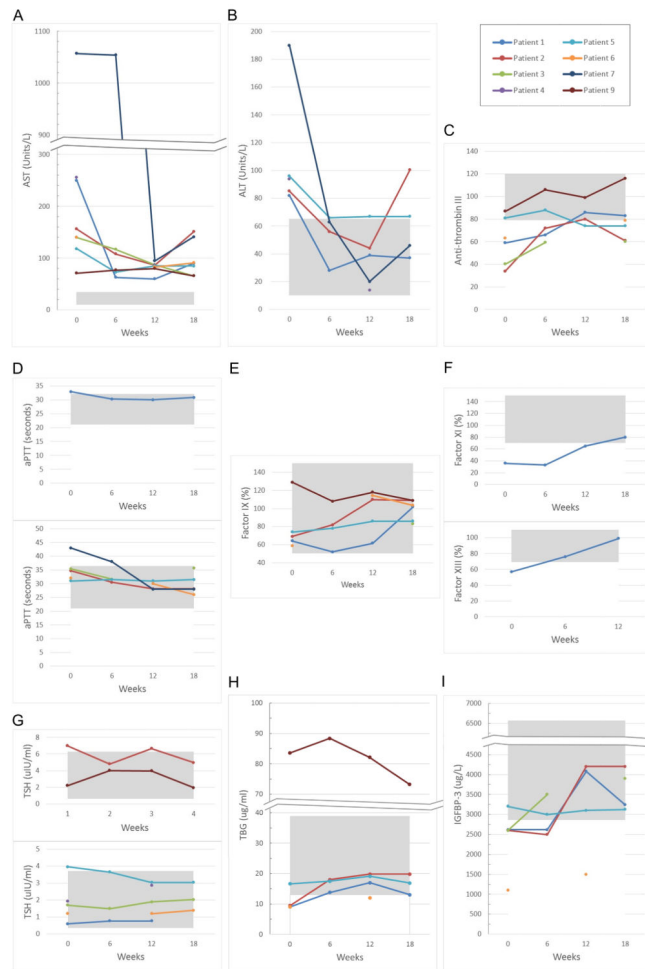 A
B
AST (Units/L)
1100
1000
900
300
200
100
0
0 6 12 18
Weeks
ALT (Units/L)
200
180
160
140
120
100
80
60
40
20
0
0 6 12 18
Weeks
Patient 1 Patient 5
Patient 2 Patient 6
Patient 3 Patient 7
Patient 4 Patient 9
C
Anti-thrombin III
120
100
80
60
40
20
0
0 6 12 18
Weeks
D
aPTT (seconds)
35
30
25
20
15
10
5
0
0 6 12 18
Weeks
aPTT (seconds)
50
45
40
35
30
25
20
15
10
5
0
0 6 12 18
Weeks
E
Factor IX (%)
140
120
100
80
60
40
0 6 12 18
Weeks
F
Factor XI (%)
140
120
100
80
60
40
20
0
0 6 12 18
Weeks
Factor XIII (%)
100
80
60
40
20
0
0 6 12
Weeks
G
TSH (uIU/ml)
8
6
4
2
0
1 2 3 4
Weeks
TSH (uIU/ml)
5
4
3
2
1
0
0 6 12 18
Weeks
H
TBG (ug/ml)
100
90
80
70
40
30
20
10
0
0 6 12 18
Weeks
I
IGFBP-3 (ug/L)
7000
6500
6000
4500
4000
3500
3000
2500
2000
1500
1000
500
0
0 6 12 18
Weeks